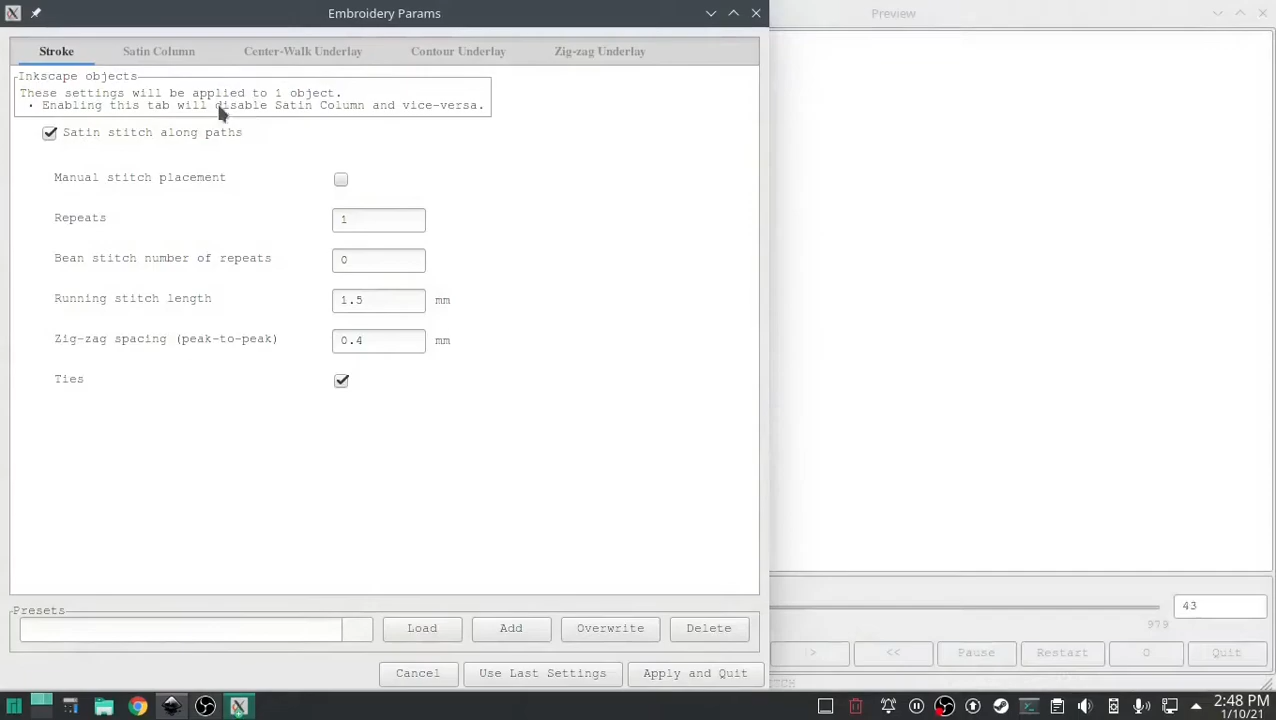 Embroidery Params
Preview
Stroke
Satin Column
Center-Walk Underlay
Contour Underlay
Zig-zag Underlay
Inkscape objects
These settings will be applied to 1 object.
• Enabling this tab will disable Satin Column and vice-versa.
Satin stitch along paths
Manual stitch placement
Repeats
1
Bean stitch number of repeats
0
Running stitch length
1.5
mm
Zig-zag spacing (peak-to-peak)
0.4
mm
Ties
Presets
Load
Add
Overwrite
Delete
43
979
|>
<<
Pause
Restart
O
Quit
Cancel
Use Last Settings
Apply and Quit
2:48 PM
1/10/21